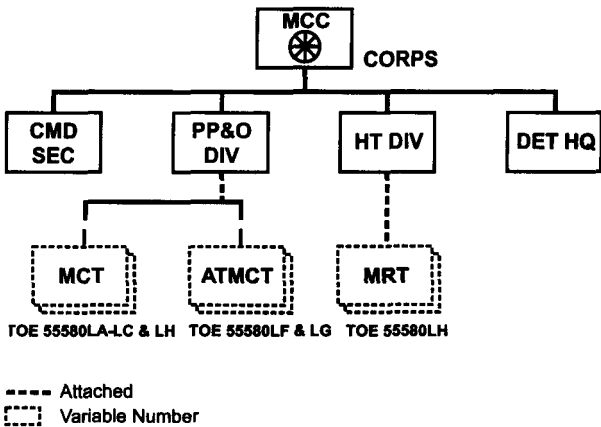 MCC
CORPS
CMD
SEC
PP&O
DIV
HT DIV
DET HQ
MCT
ATMCT
MRT
TOE 55580LA-LC & LH
TOE 55580LF & LG
TOE 55580LH
Attached
Variable Number